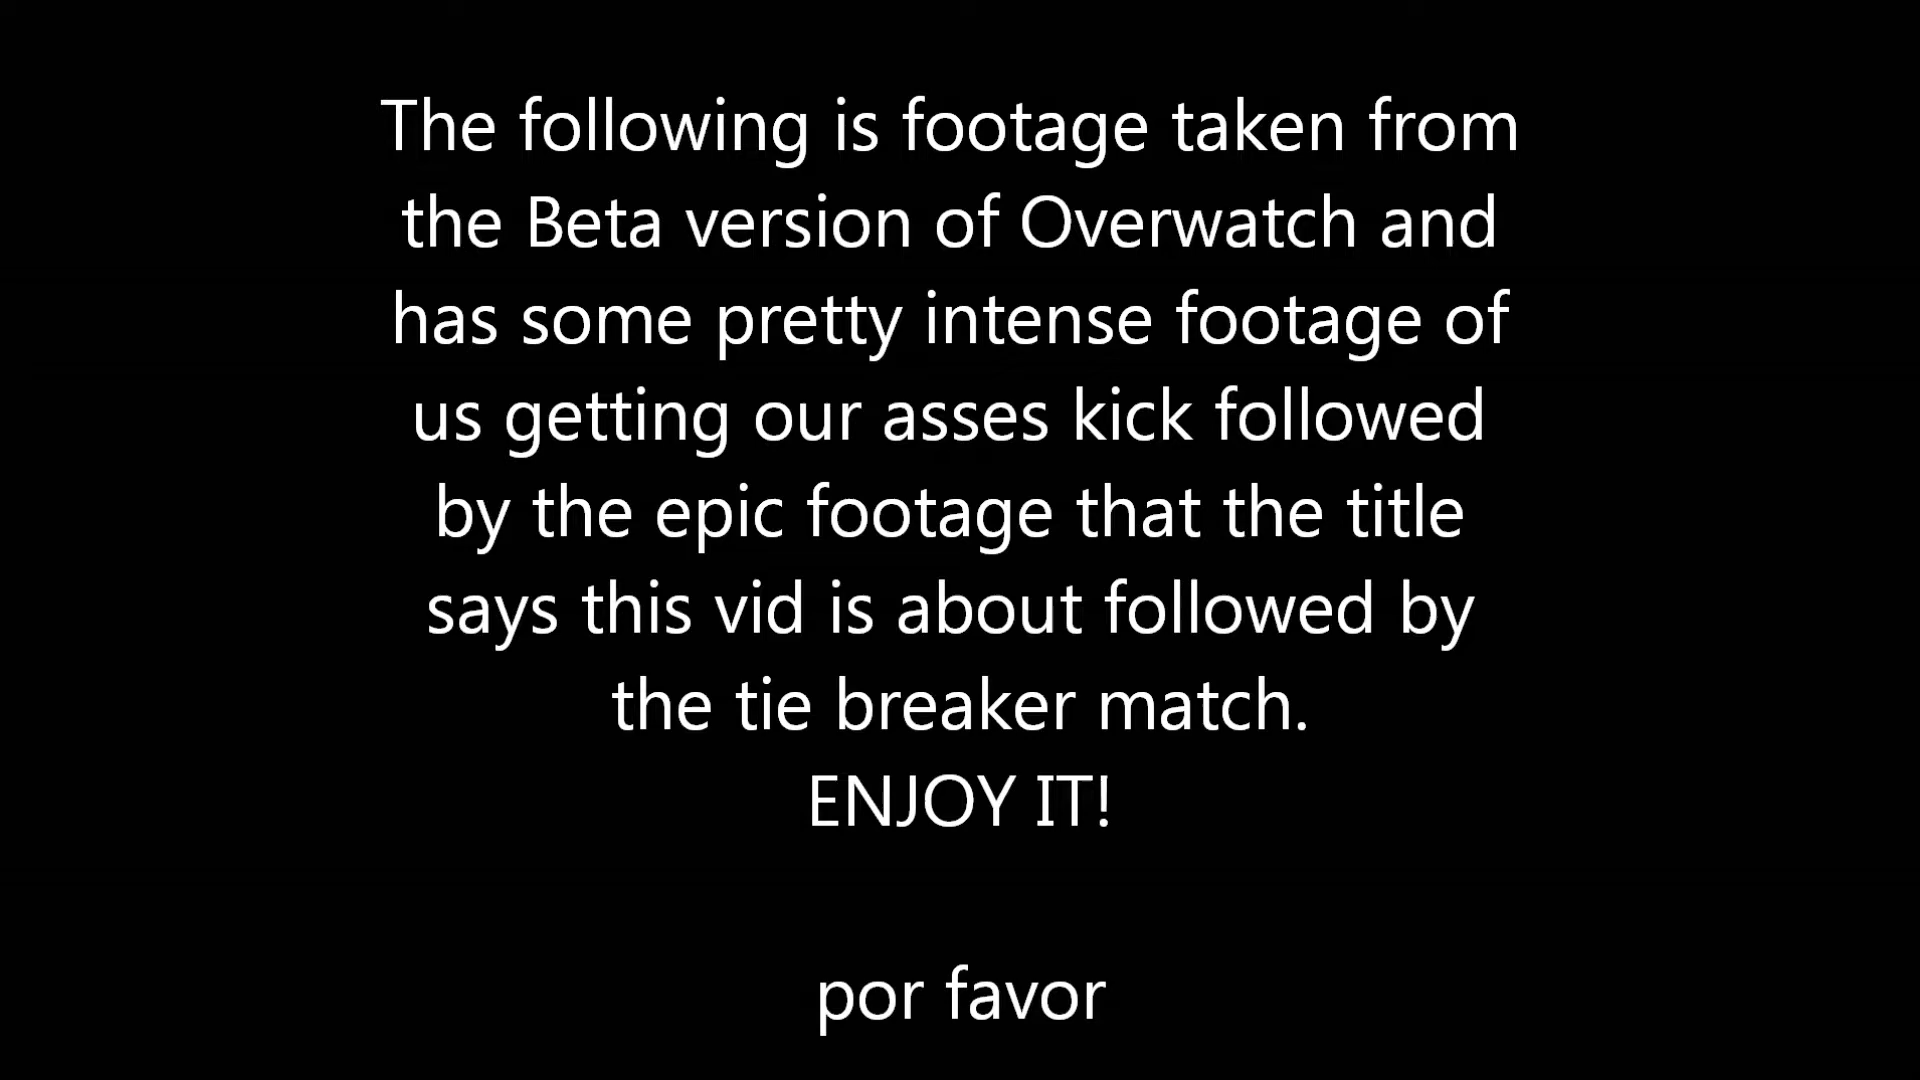 The following is footage taken from
the Beta version of Overwatch and
has some pretty intense footage of
us getting our asses kick followed
by the epic footage that the title
says this vid is about followed by
the tie breaker match.
ENJOY IT!
por favor